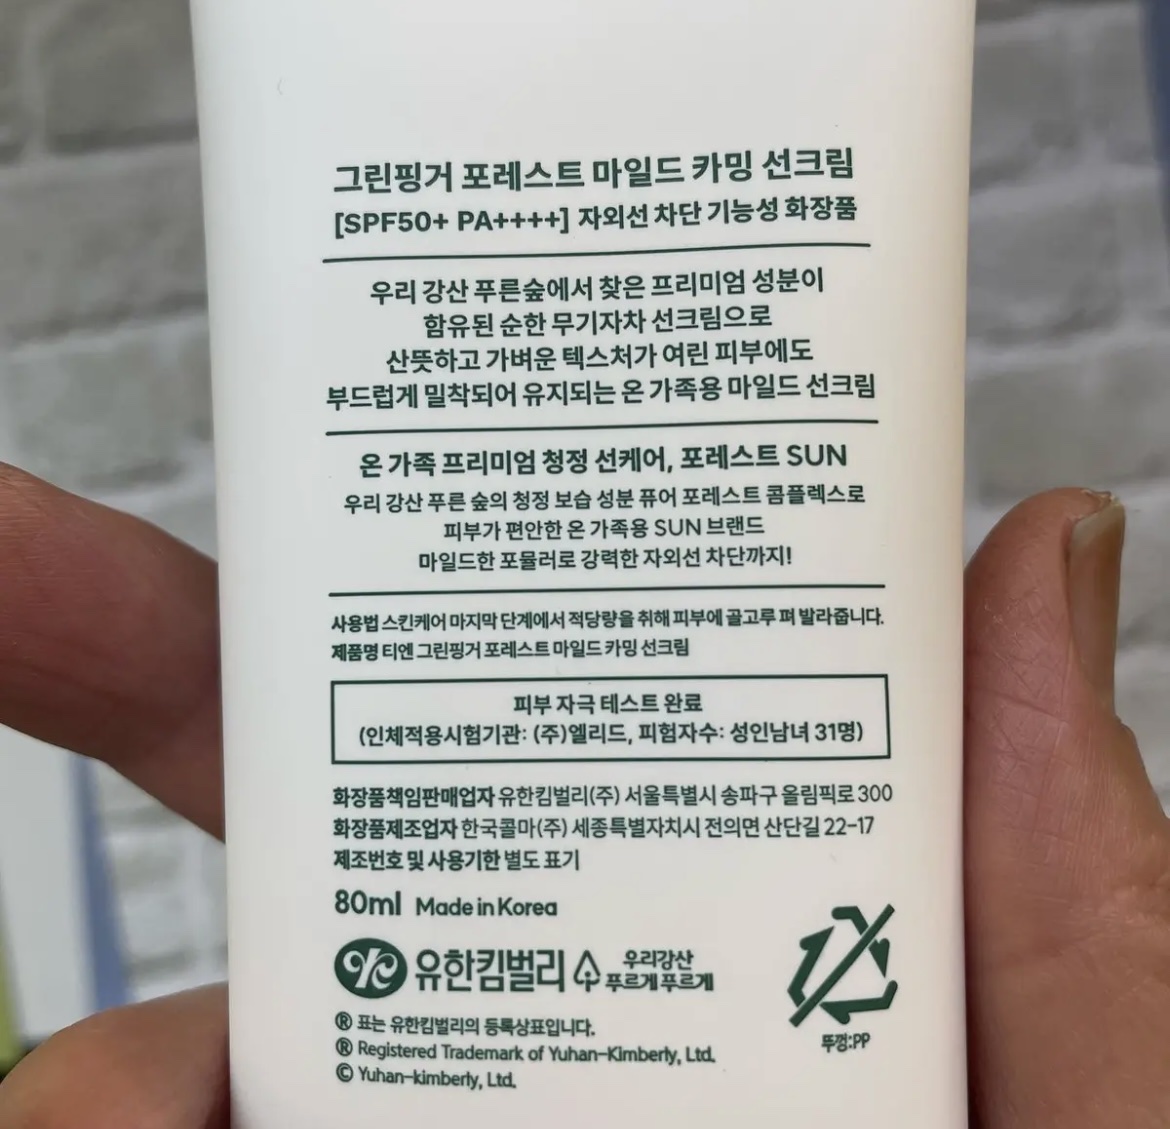 그린핑거 포레스트 마일드 카밍 선크림
[SPF50+ PA++++] 자외선 차단 기능성 화장품
우리 강산 푸른숲에서 찾은 프리미엄 성분이
함유된 순한 무기자차 선크림으로
산뜻하고 가벼운 텍스처가 여린 피부에도
부드럽게 밀착되어 유지되는 온 가족용 마일드 선크림
온 가족 프리미엄 청정 선케어, 포레스트 SUN
우리 강산 푸른 숲의 청정 보습 성분 퓨어 포레스트 콤플렉스로
피부가 편안한 온 가족용 SUN 브랜드
마일드한 포뮬러로 강력한 자외선 차단까지!
사용법 스킨케어 마지막 단계에서 적당량을 취해 피부에 골고루 펴 발라줍니다.
제품명 티엔 그린핑거 포레스트 마일드 카밍 선크림
피부 자극 테스트 완료
(인체적용시험기관: (주)엘리드, 피험자수: 성인남녀 31명)
화장품책임판매업자 유한킴벌리(주) 서울특별시 송파구 올림픽로 300
화장품제조업자 한국콜마(주) 세종특별자치시 전의면 산단길 22-17
제조번호 및 사용기한 별도 표기
80ml Made in Korea
유한킴벌리 우리강산
푸르게 푸르게
® 표는 유한킴벌리의 등록상표입니다.
® Registered Trademark of Yuhan-Kimberly, Ltd.
© Yuhan-kimberly, Ltd.
뚜껑:PP